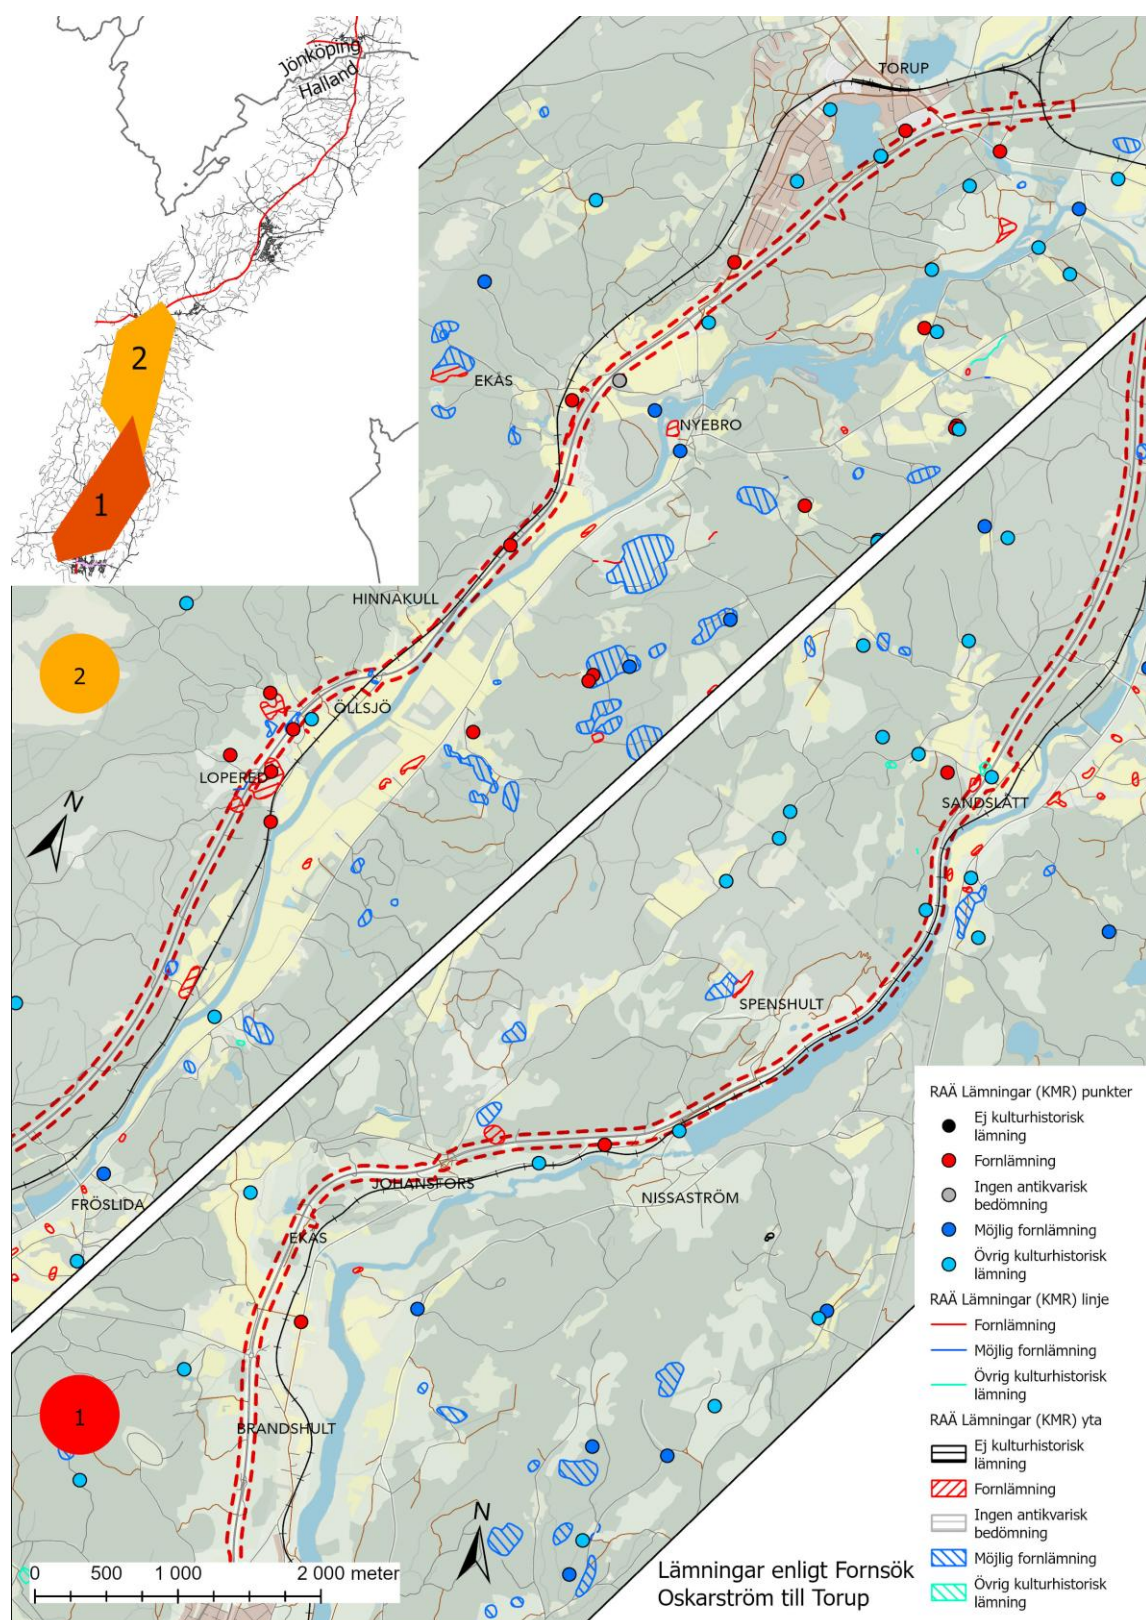 Jönköping
Halland
2
1
TORUP
EKÅS
NYEBRO
HINNAKULL
2
ÖLLSJÖ
LOPERED
N
SANDSLÄTT
SPENSHULT
FRÖSLIDA
JOHANSFORS
NISSASTRÖM
EKÅS
1
BRANDSHULT
N
0 500 1 000 2 000 meter
Lämningar enligt Fornsök
Oskarström till Torup
RAÄ Lämningar (KMR) punkter
Ej kulturhistorisk
lämning
Fornlämning
Ingen antikvarisk
bedömning
Möjlig fornlämning
Övrig kulturhistorisk
lämning
RAÄ Lämningar (KMR) linje
Fornlämning
Möjlig fornlämning
Övrig kulturhistorisk
lämning
RAÄ Lämningar (KMR) yta
Ej kulturhistorisk
lämning
Fornlämning
Ingen antikvarisk
bedömning
Möjlig fornlämning
Övrig kulturhistorisk
lämning